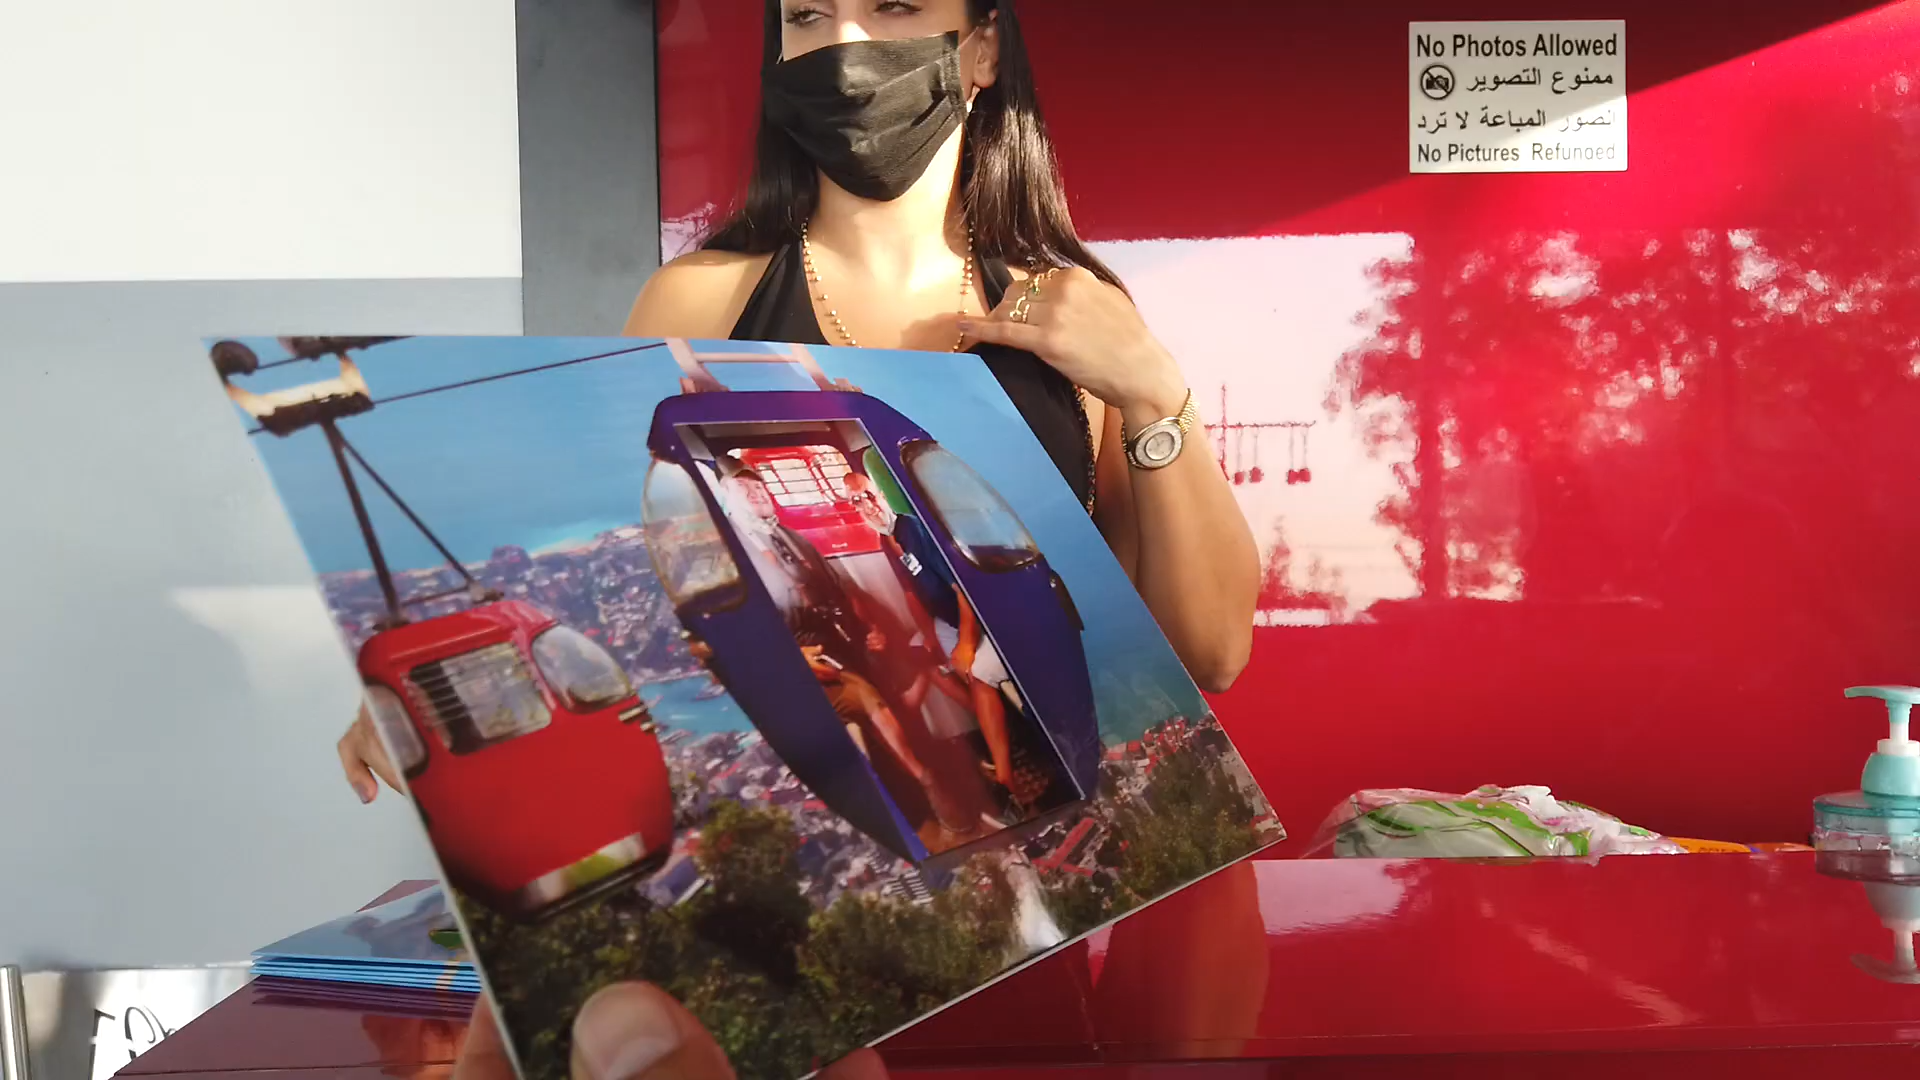 No Photos Allowed
ممنوع التصوير
الصور المباعة لا ترد
No Pictures Refunded